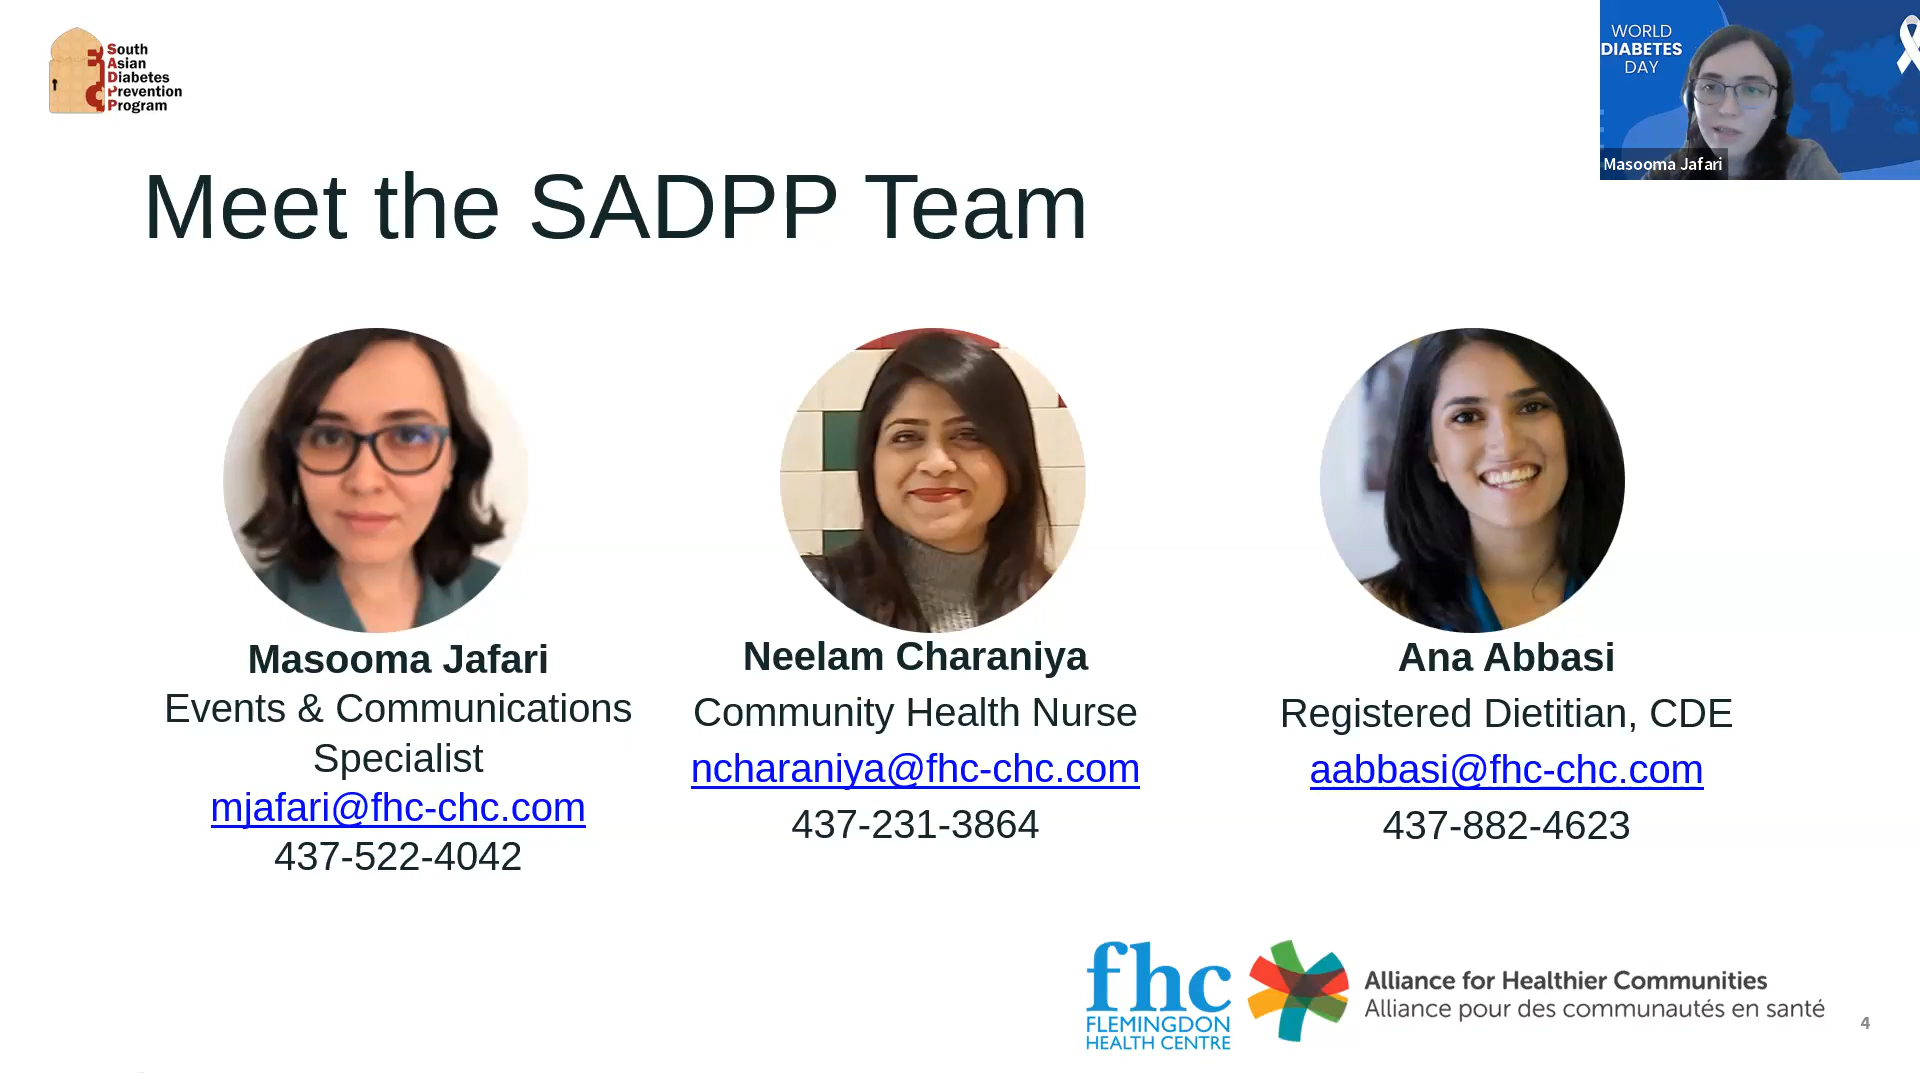 South
Asian
Diabetes
Prevention
Program
WORLD
DIABETES
DAY
Masooma Jafari
Meet the SADPP Team
Masooma Jafari
Events & Communications
Specialist
mjafari@fhc-chc.com
437-522-4042
Neelam Charaniya
Community Health Nurse
ncharaniya@fhc-chc.com
437-231-3864
Ana Abbasi
Registered Dietitian, CDE
aabbasi@fhc-chc.com
437-882-4623
fhc
FLEMINGDON
HEALTH CENTRE
Alliance for Healthier Communities
Alliance pour des communautés en santé
4